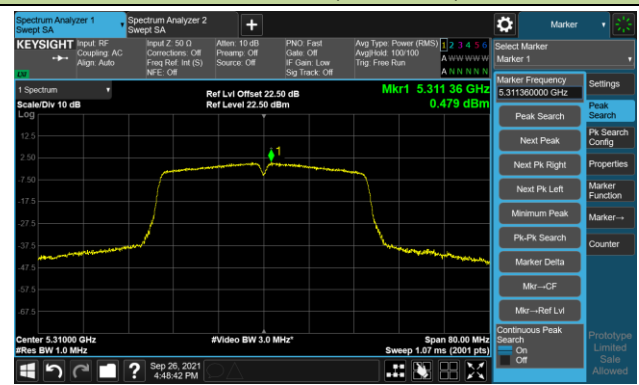 Spectrum Analyzer 1
Swept SA
Spectrum Analyzer 2
Swept SA
+
Marker
KEYSIGHT
Input: RF
Coupling: AC
Align: Auto
Input Z: 50 Ω
Corrections: Off
Freq Ref: Int (S)
NFE: Off
Atten: 10 dB
Preamp: Off
Source: Off
PNO: Fast
Gate: Off
IF Gain: Low
Sig Track: Off
Avg Type: Power (RMS)
Avg|Hold: 100/100
Trig: Free Run
1 2 3 4 5 6
A W W W W W
A N N N N N
Select Marker
Marker 1
1 Spectrum
Scale/Div 10 dB
Log
Ref Lvl Offset 22.50 dB
Ref Level 22.50 dBm
Mkr1 5.311 36 GHz
0.479 dBm
12.5
2.50
-7.50
-17.5
-27.5
-37.5
-47.5
-57.5
-67.5
1
Center 5.31000 GHz
#Res BW 1.0 MHz
#Video BW 3.0 MHz*
Span 80.00 MHz
Sweep 1.07 ms (2001 pts)
Marker Frequency
5.311360000 GHz
Peak Search
Next Peak
Next Pk Right
Next Pk Left
Minimum Peak
Pk-Pk Search
Marker Delta
Mkr→CF
Mkr→Ref Lvl
Continuous Peak
Search
On
Off
Settings
Peak
Search
Pk Search
Config
Properties
Marker
Function
Marker→
Counter
Prototype
Limited
Sale
Allowed
?
Sep 26, 2021
4:48:42 PM